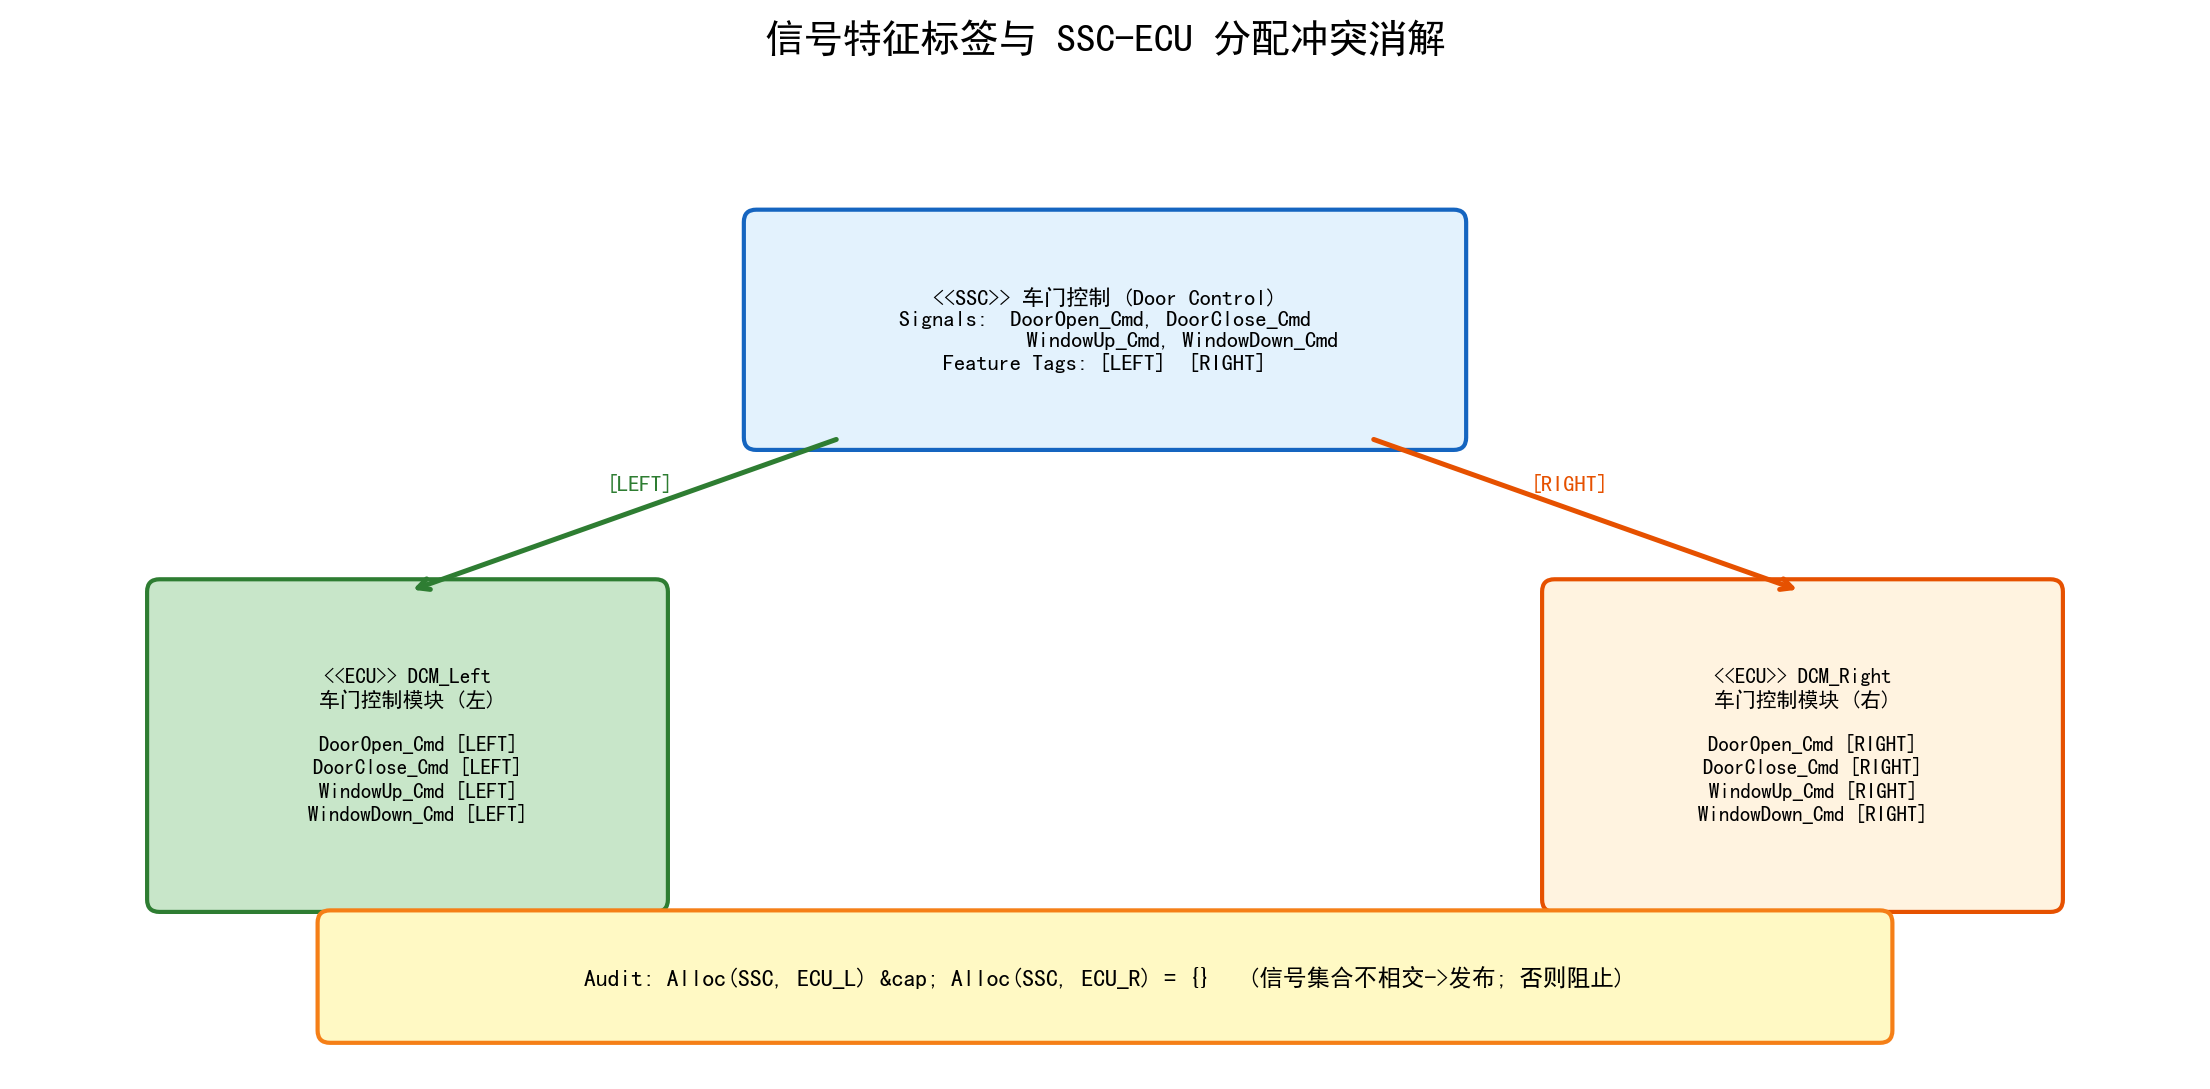 信号特征标签与 SSC-ECU 分配冲突消解
<<SSC>> 车门控制 (Door Control)
Signals:  DoorOpen_Cmd, DoorClose_Cmd
WindowUp_Cmd, WindowDown_Cmd
Feature Tags: [LEFT]  [RIGHT]
[LEFT]
[RIGHT]
<<ECU>> DCM_Left
车门控制模块 (左)
DoorOpen_Cmd [LEFT]
DoorClose_Cmd [LEFT]
WindowUp_Cmd [LEFT]
WindowDown_Cmd [LEFT]
<<ECU>> DCM_Right
车门控制模块 (右)
DoorOpen_Cmd [RIGHT]
DoorClose_Cmd [RIGHT]
WindowUp_Cmd [RIGHT]
WindowDown_Cmd [RIGHT]
Audit: Alloc(SSC, ECU_L) &cap; Alloc(SSC, ECU_R) = {}   (信号集合不相交->发布; 否则阻止)